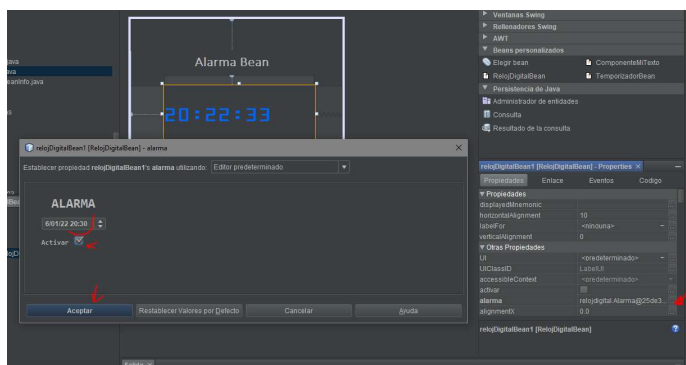 java
ava
eanInfo.java
Alarma Bean
20:22:33
Ventanas Swing
Rellenadores Swing
AWT
Beans personalizados
Elegir bean
ComponenteMiTexto
RelojDigitalBean
TemporizadorBean
Persistencia de Java
Administrador de entidades
Consulta
Resultado de la consulta
relojDigitalBean1 [RelojDigitalBean] - alarma
Establecer propiedad relojDigitalBean1's alarma utilizando: Editor predeterminado
ALARMA
6/01/22 20:30
Activar
Aceptar Restablecer Valores por Defecto Cancelar Ayuda
relojDigitalBean1 [RelojDigitalBean] - Properties
Propiedades Enlace Eventos Codigo
Propiedades
displayedMnemonic
horizontalAlignment 10
labelFor <ninguna>
verticalAlignment 0
Otras Propiedades
UI <predeterminado>
UIClassID LabelUI
accessibleContext <predeterminado>
activar
alarma relojdigital.Alarma@25de3...
alignmentX 0.0
relojDigitalBean1 [RelojDigitalBean]